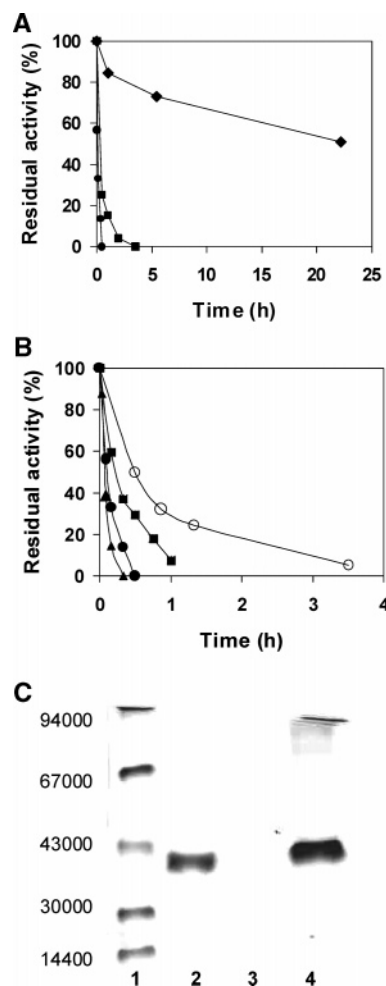 A
Residual activity (%)
100
80
60
40
20
0
0 5 10 15 20 25
Time (h)
B
Residual activity (%)
100
80
60
40
20
0
0 1 2 3 4
Time (h)
C
94000
67000
43000
30000
14400
1 2 3 4